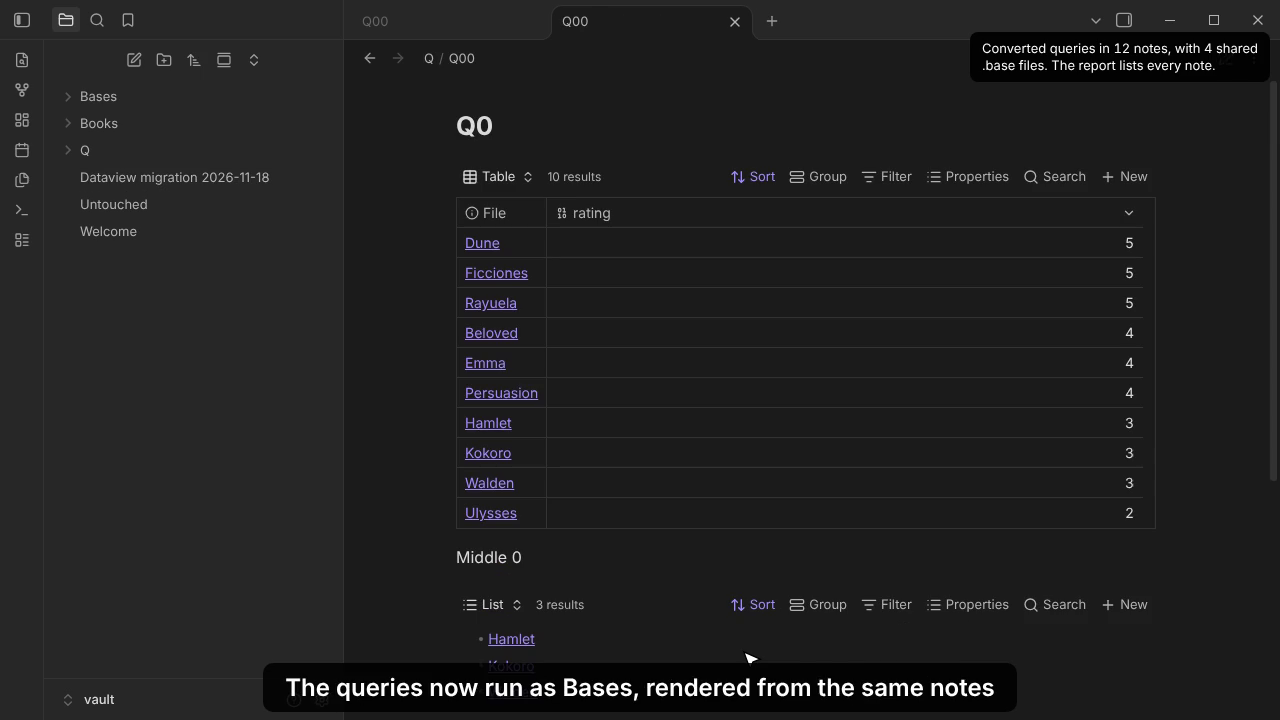 Q00
Q00
Q / Q00
Converted queries in 12 notes, with 4 shared
.base files. The report lists every note.
Bases
Books
Q
Dataview migration 2026-11-18
Untouched
Welcome
Q0
Table
10 results
Sort
Group
Filter
Properties
Search
New
File
rating
Dune 5
Ficciones 5
Rayuela 5
Beloved 4
Emma 4
Persuasion 4
Hamlet 3
Kokoro 3
Walden 3
Ulysses 2
Middle 0
List
3 results
Sort
Group
Filter
Properties
Search
New
Hamlet
Kokoro
The queries now run as Bases, rendered from the same notes
vault